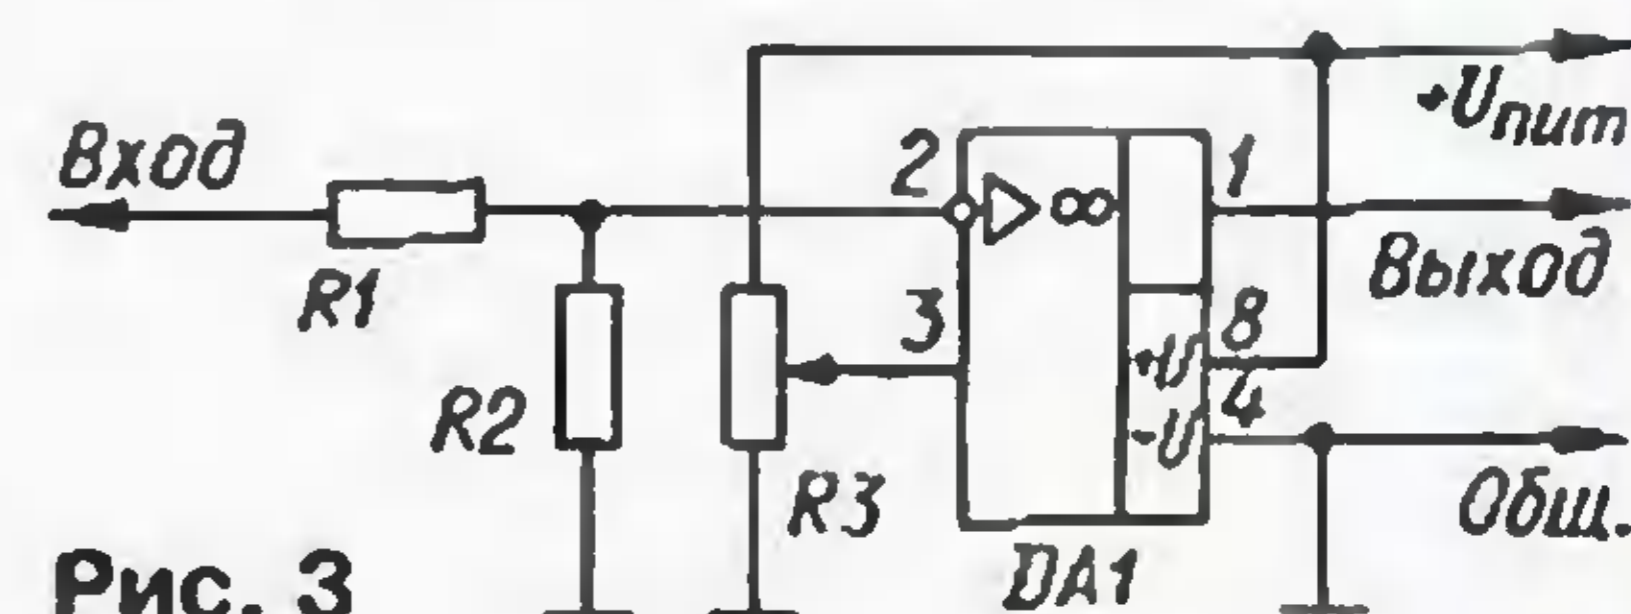 +Uпит
Вход
2
▷ ∞
1
Выход
R1
3
8
+U
4
-U
R2
R3
Общ.
DA1
Рис. 3